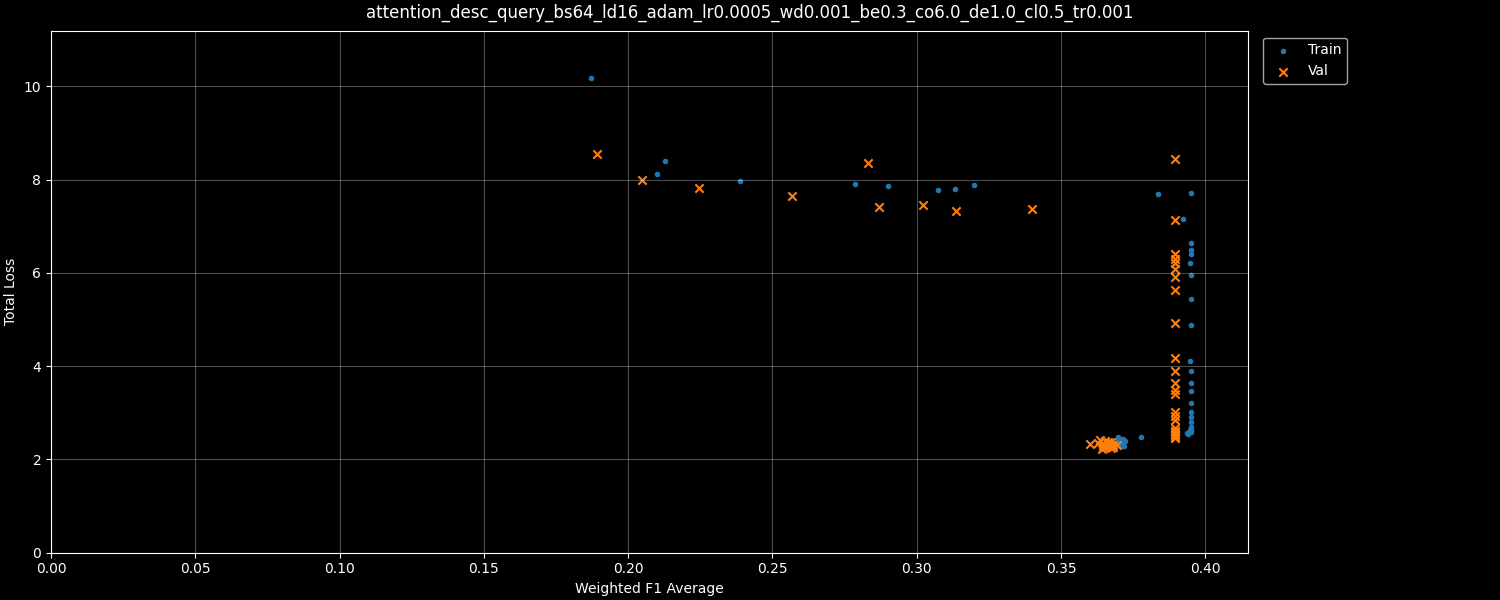 attention_desc_query_bs64_ld16_adam_lr0.0005_wd0.001_be0.3_co6.0_de1.0_cl0.5_tr0.001
Train
Val
10
8
6
4
2
0
Total Loss
0.00 0.05 0.10 0.15 0.20 0.25 0.30 0.35 0.40
Weighted F1 Average